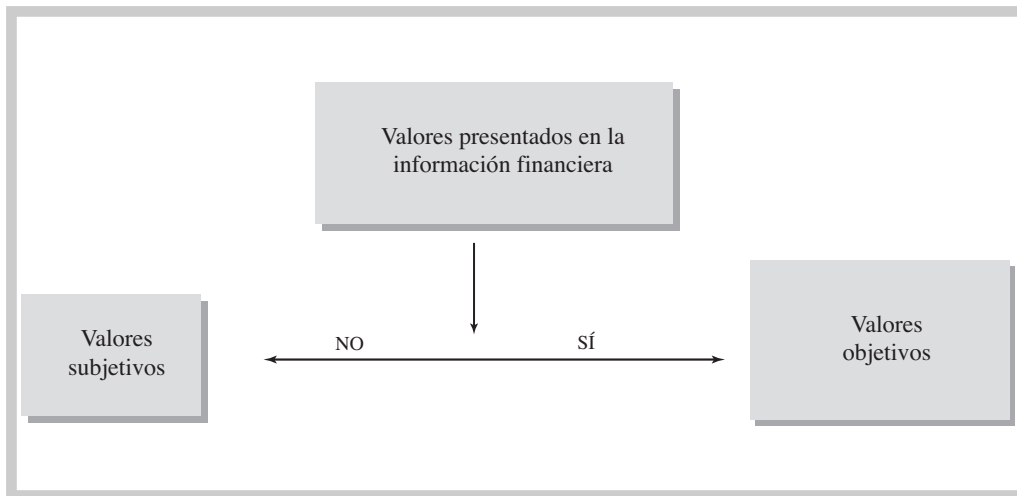 Valores presentados en la
información financiera
NO
SÍ
Valores
subjetivos
Valores
objetivos